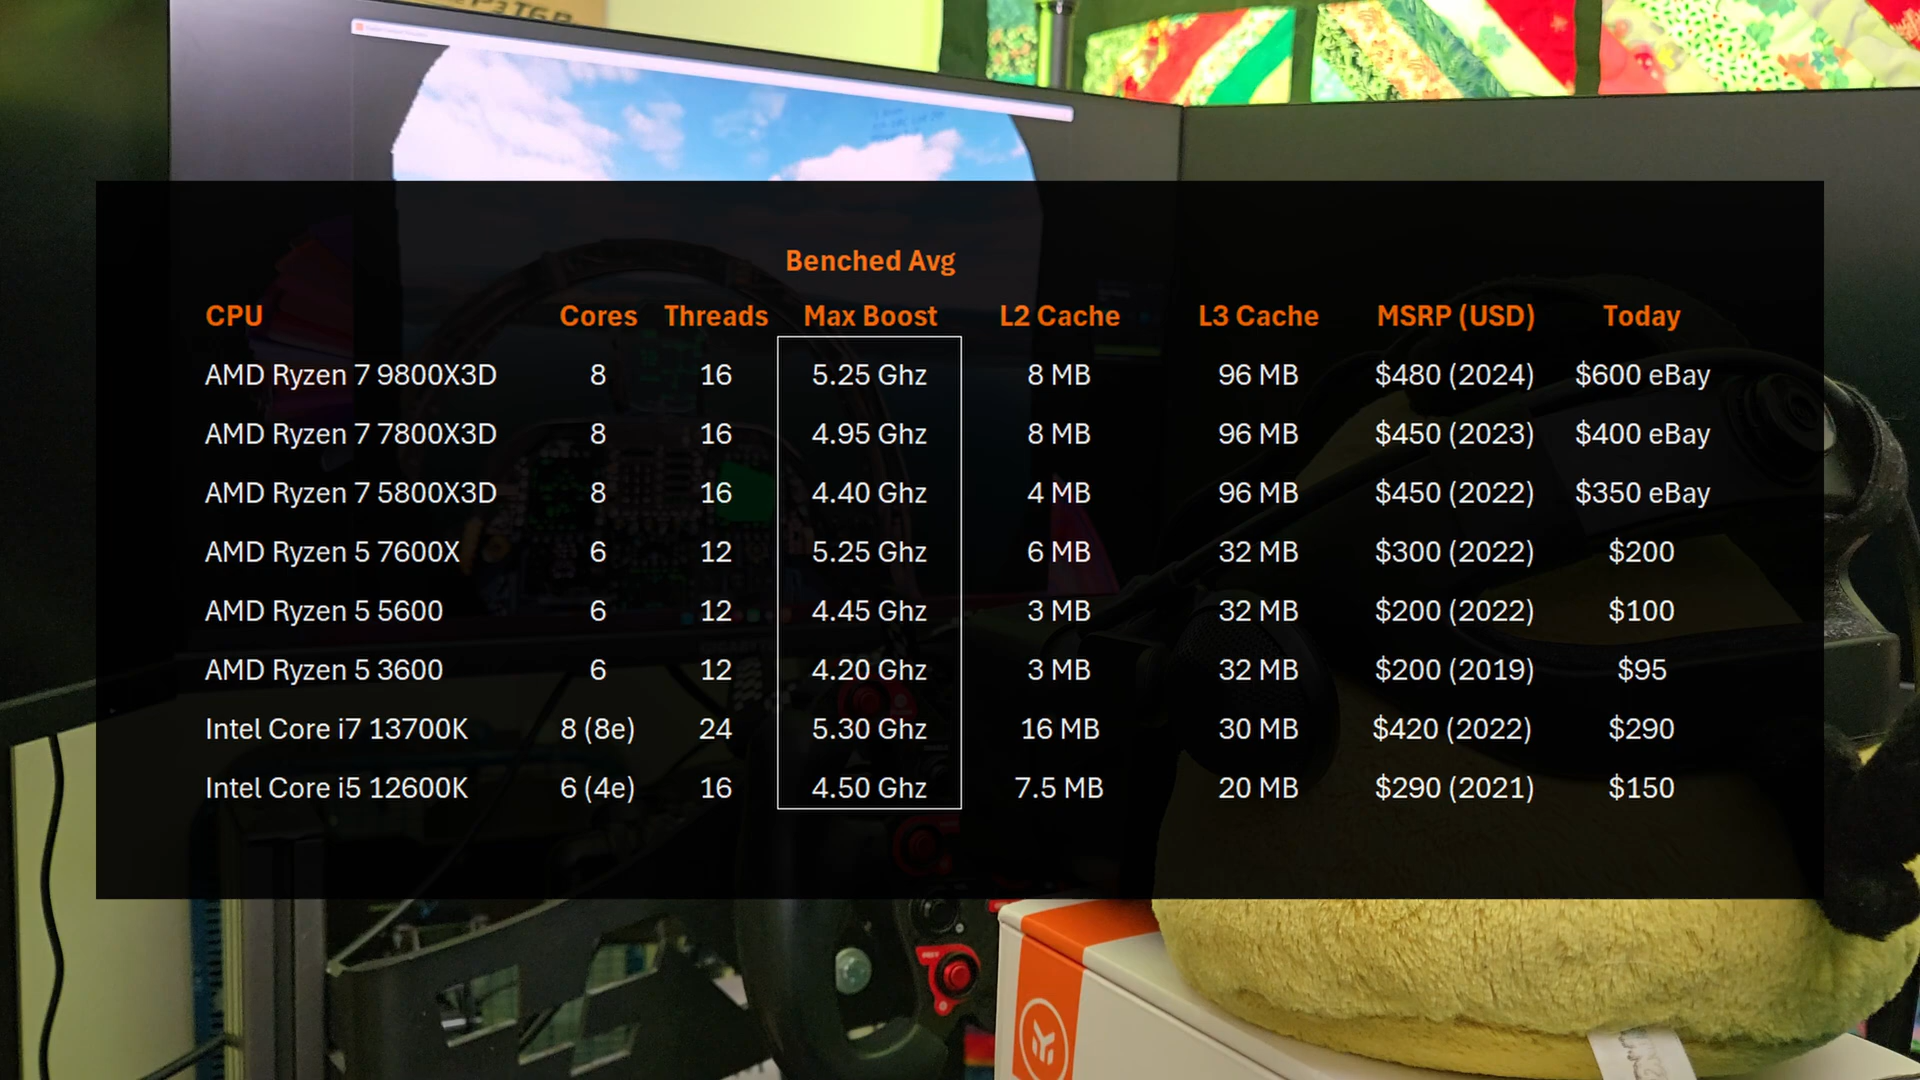 Benched Avg
CPU Cores Threads Max Boost L2 Cache L3 Cache MSRP (USD) Today
AMD Ryzen 7 9800X3D 8 16 5.25 Ghz 8 MB 96 MB $480 (2024) $600 eBay
AMD Ryzen 7 7800X3D 8 16 4.95 Ghz 8 MB 96 MB $450 (2023) $400 eBay
AMD Ryzen 7 5800X3D 8 16 4.40 Ghz 4 MB 96 MB $450 (2022) $350 eBay
AMD Ryzen 5 7600X 6 12 5.25 Ghz 6 MB 32 MB $300 (2022) $200
AMD Ryzen 5 5600 6 12 4.45 Ghz 3 MB 32 MB $200 (2022) $100
AMD Ryzen 5 3600 6 12 4.20 Ghz 3 MB 32 MB $200 (2019) $95
Intel Core i7 13700K 8 (8e) 24 5.30 Ghz 16 MB 30 MB $420 (2022) $290
Intel Core i5 12600K 6 (4e) 16 4.50 Ghz 7.5 MB 20 MB $290 (2021) $150